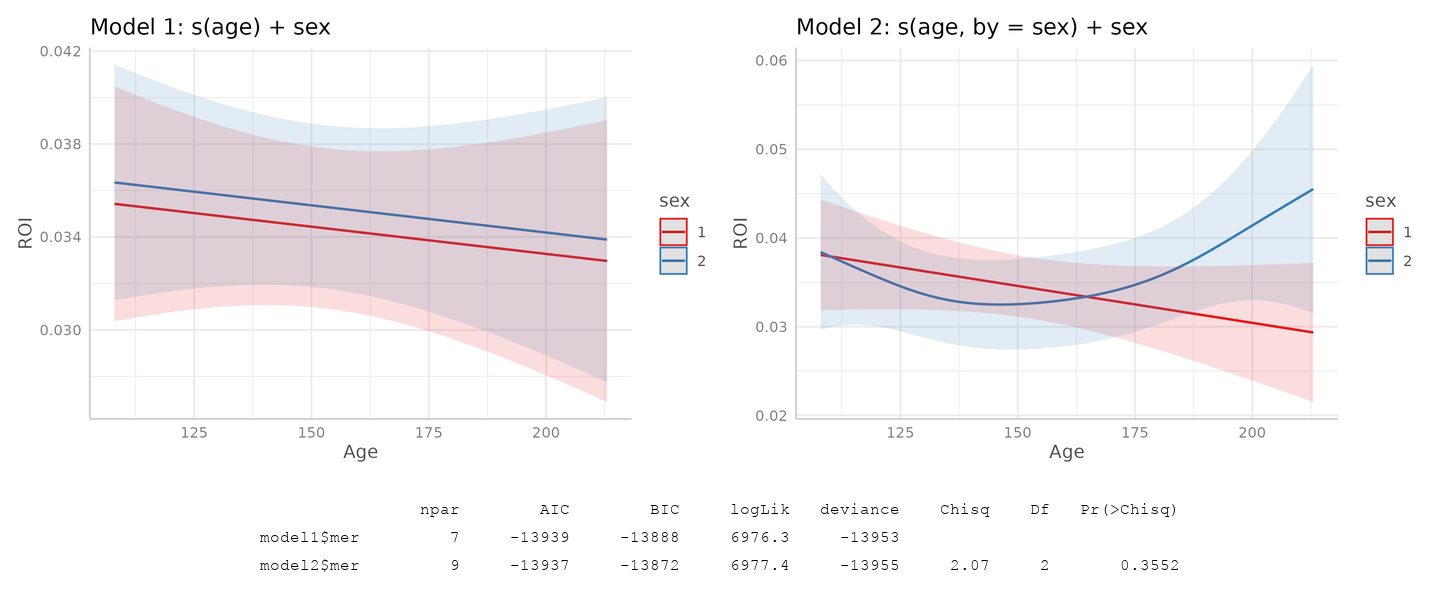 Model 1: s(age) + sex
0.042
0.038
0.034
0.030
ROI
125 150 175 200
Age
sex
1
2
Model 2: s(age, by = sex) + sex
0.06
0.05
0.04
0.03
0.02
ROI
125 150 175 200
Age
sex
1
2
npar AIC BIC logLik deviance Chisq Df Pr(>Chisq)
model1$mer 7 -13939 -13888 6976.3 -13953
model2$mer 9 -13937 -13872 6977.4 -13955 2.07 2 0.3552